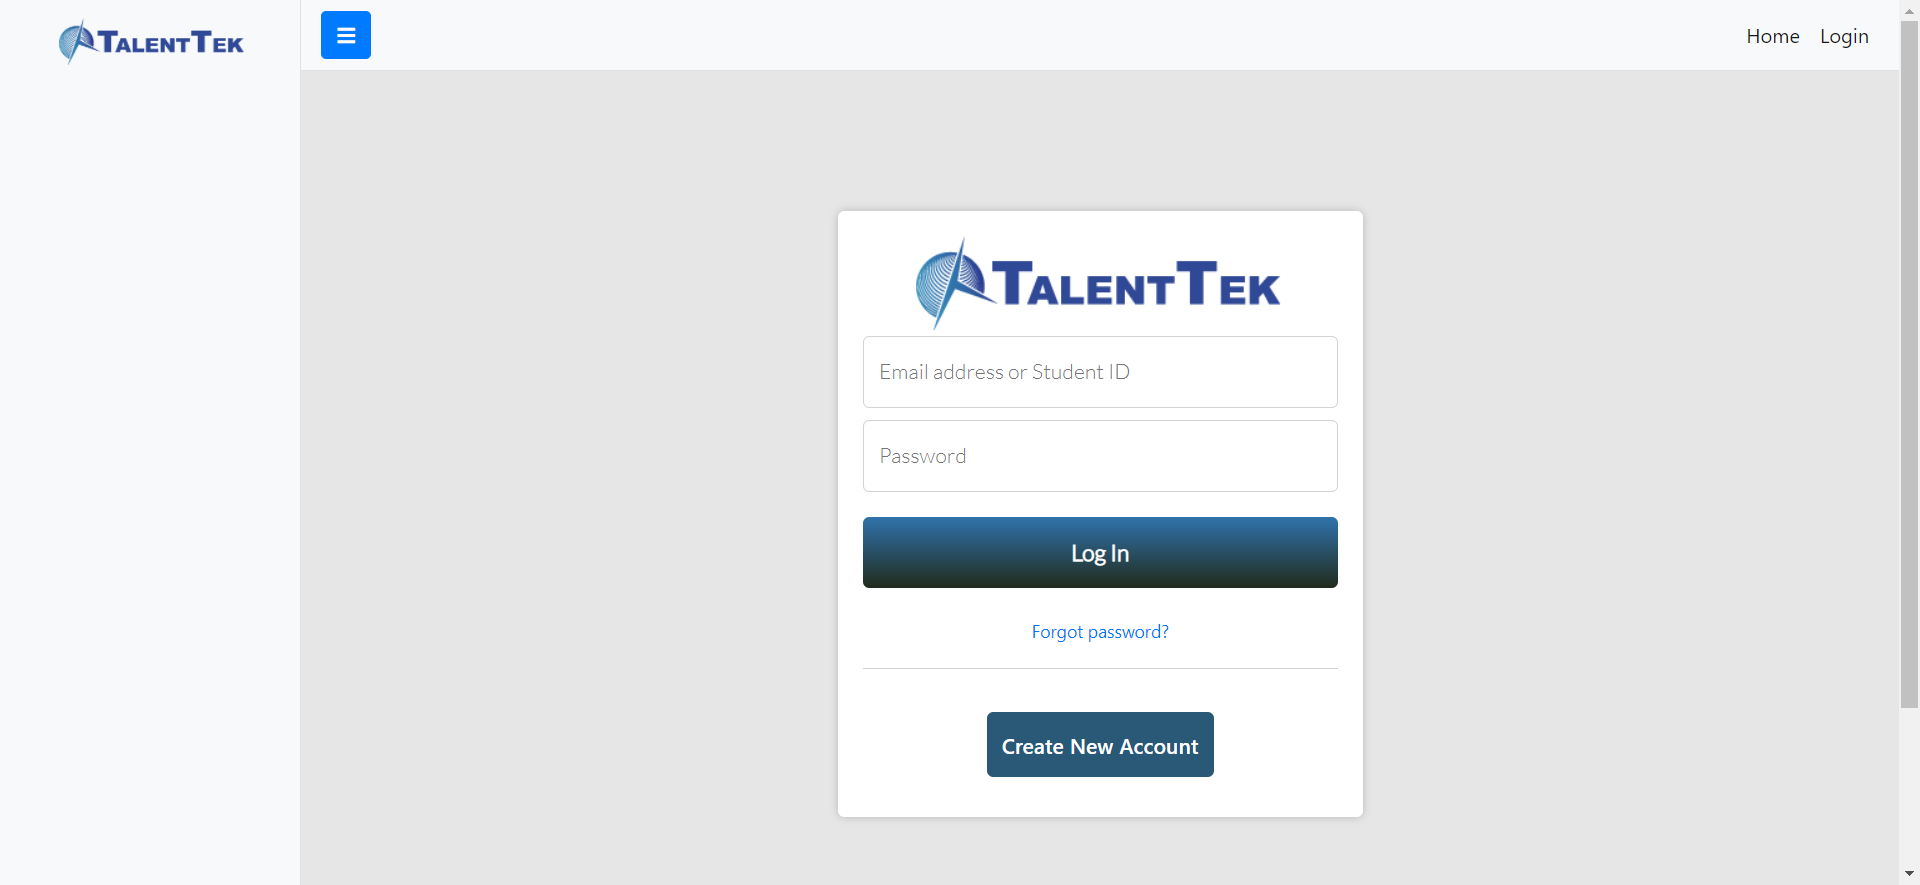 TALENTTEK
Home Login
TALENTTEK
Email address or Student ID
Password
Log In
Forgot password?
Create New Account